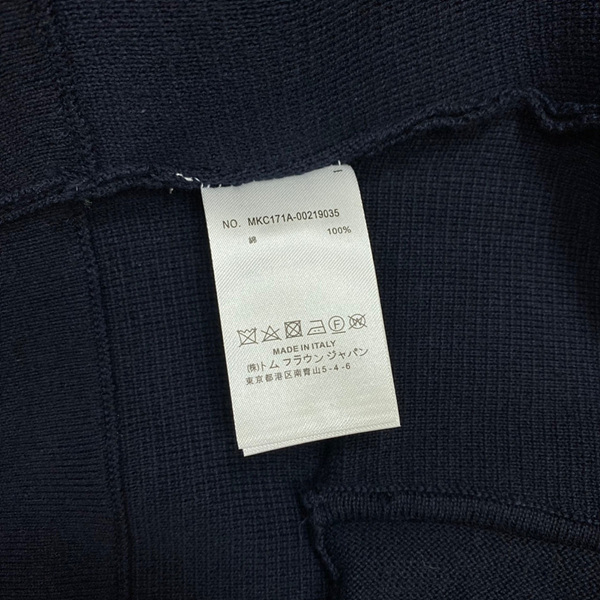 NO. MKC171A-00219035
綿 100%
MADE IN ITALY
(株)トム フラウン ジャパン
東京都港区南青山5-4-6